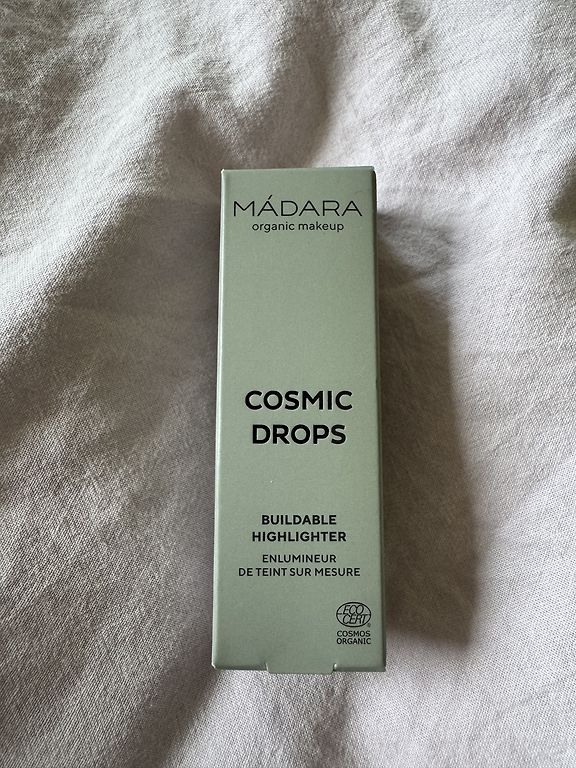 MÁDARA
organic makeup
COSMIC
DROPS
BUILDABLE
HIGHLIGHTER
ENLUMINEUR
DE TEINT SUR MESURE
ECO
CERT®
COSMOS
ORGANIC